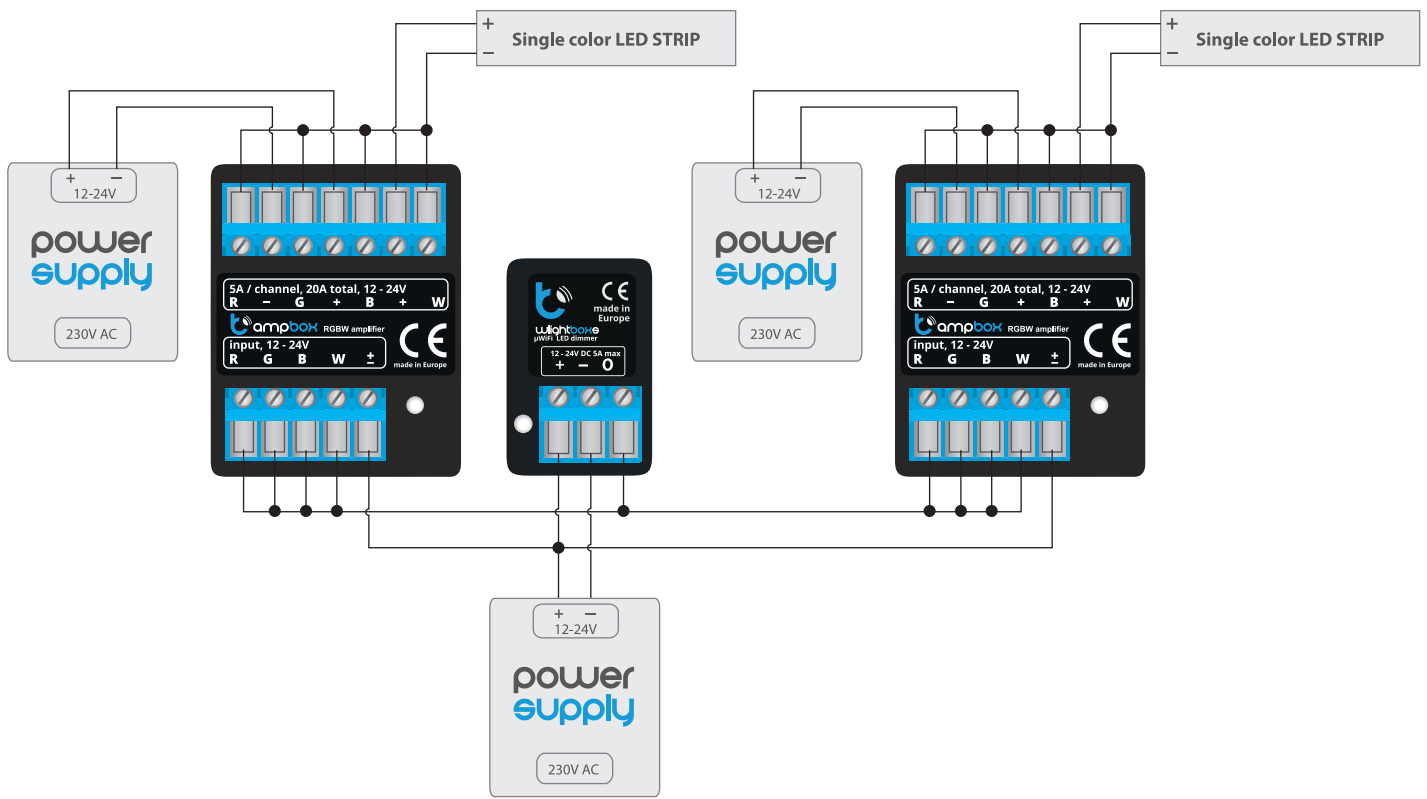 +
Single color LED STRIP
−
+
Single color LED STRIP
−
+ −
12-24V
power
supply
230V AC
5A / channel, 20A total, 12 - 24V
R − G + B + W
ampbox RGBW amplifier
CE
input, 12 - 24V
R G B W ±
made in Europe
CE
made in
Europe
wlightboxs
µWiFi LED dimmer
12 - 24V DC 5A max
+ − O
+ −
12-24V
power
supply
230V AC
5A / channel, 20A total, 12 - 24V
R − G + B + W
ampbox RGBW amplifier
CE
input, 12 - 24V
R G B W ±
made in Europe
+ −
12-24V
power
supply
230V AC